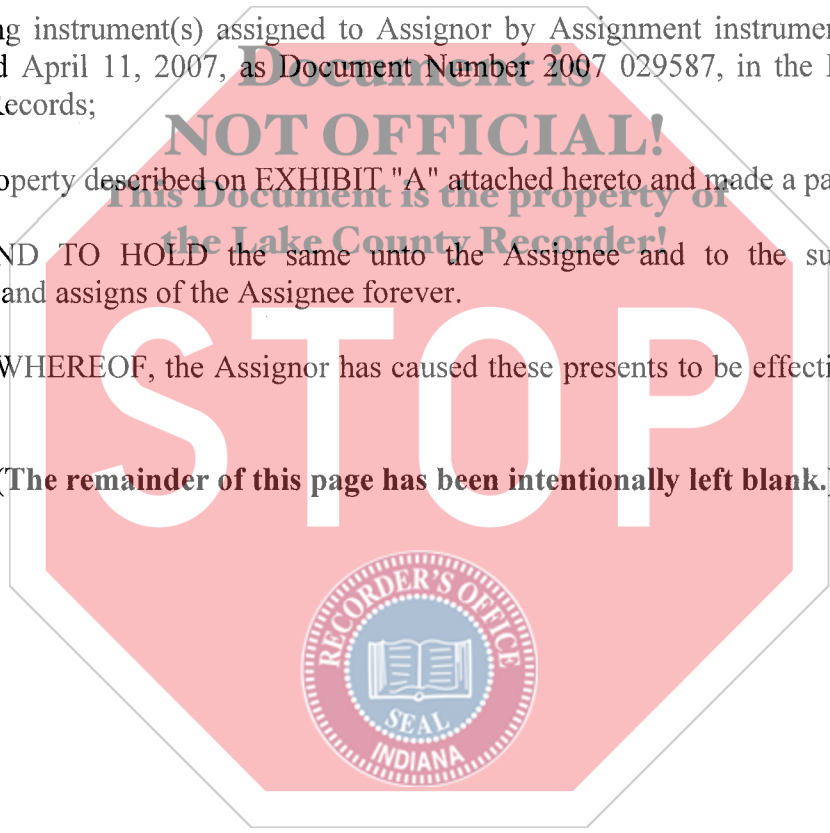 ng instrument(s) assigned to Assignor by Assignment instrumen
d April 11, 2007, as Document Number 2007 029587, in the
Records;
operty described on EXHIBIT "A" attached hereto and made a pa
ND TO HOLD the same unto the Assignee and to the su
and assigns of the Assignee forever.
WHEREOF, the Assignor has caused these presents to be effecti
(The remainder of this page has been intentionally left blank.)
Document is
NOT OFFICIAL!
This Document is the property of
the Lake County Recorder!
STOP
RECORDER'S OFFICE
SEAL
INDIANA